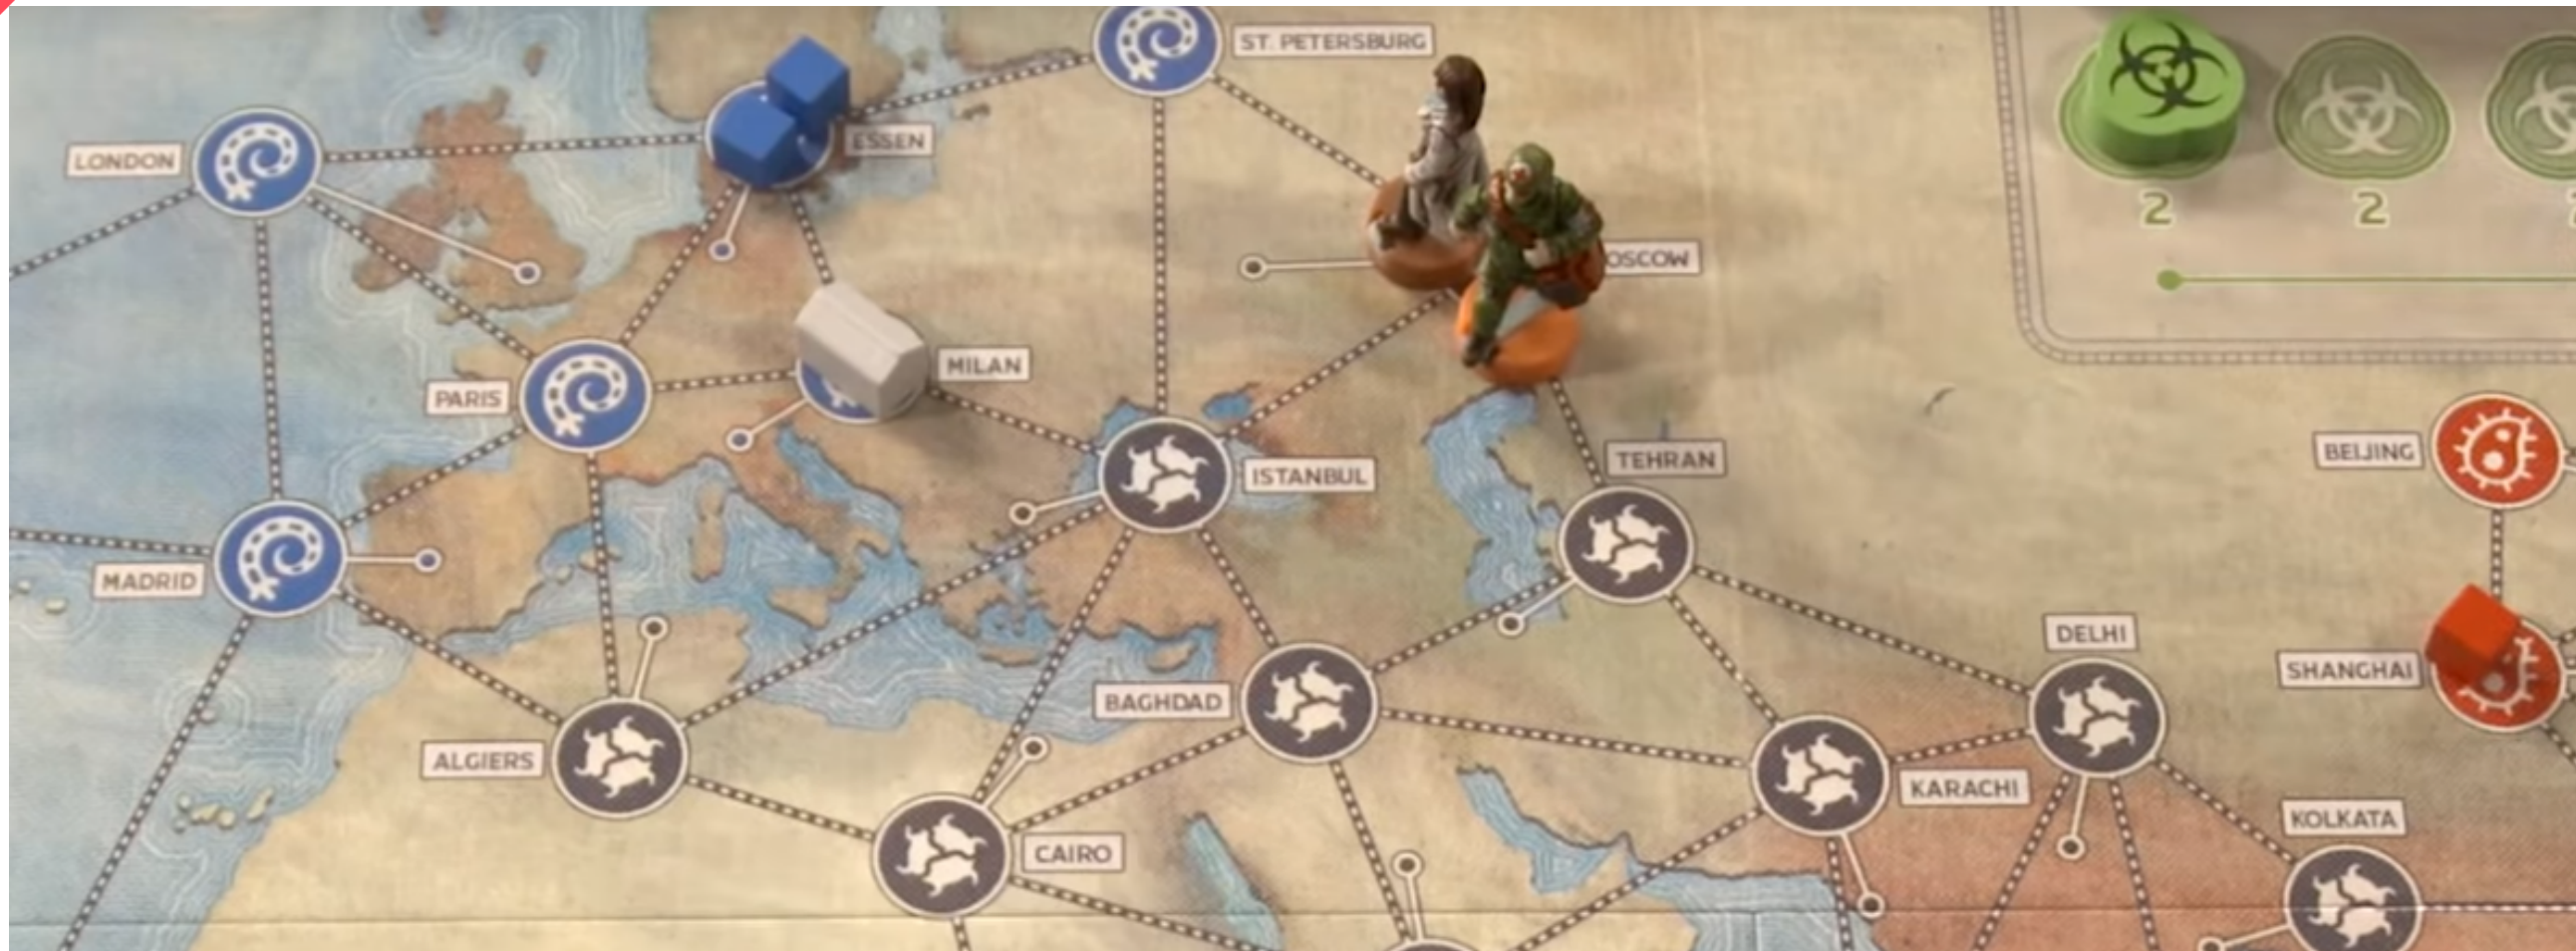 ST. PETERSBURG
ESSEN
LONDON
OSCOW
2
2
MILAN
PARIS
BEIJING
TEHRAN
ISTANBUL
MADRID
DELHI
SHANGHAI
BAGHDAD
ALGIERS
KARACHI
KOLKATA
CAIRO